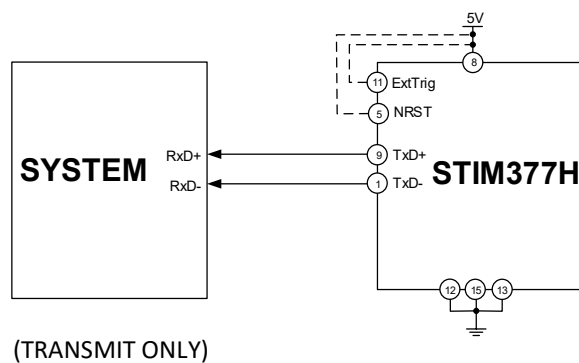 5V
8
11 ExtTrig
5 NRST
RxD+ 9 TxD+
SYSTEM STIM377H
RxD- 1 TxD-
12 15 13
(TRANSMIT ONLY)